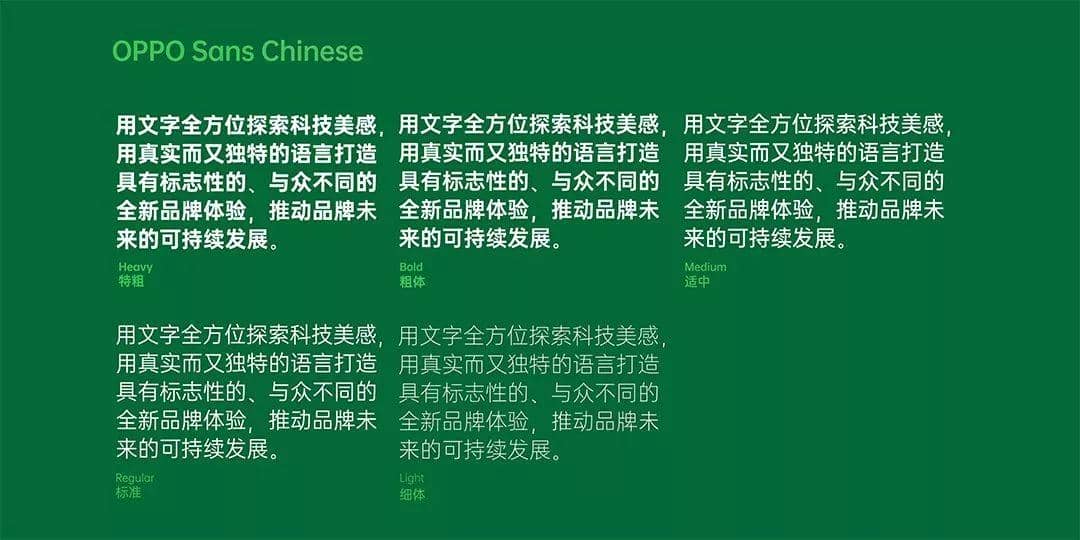 OPPO Sans Chinese
用文字全方位探索科技美感，
用真实而又独特的语言打造
具有标志性的、与众不同的
全新品牌体验，推动品牌未
来的可持续发展。
Heavy
特粗
用文字全方位探索科技美感，
用真实而又独特的语言打造
具有标志性的、与众不同的
全新品牌体验，推动品牌未
来的可持续发展。
Bold
粗体
用文字全方位探索科技美感，
用真实而又独特的语言打造
具有标志性的、与众不同的
全新品牌体验，推动品牌未
来的可持续发展。
Medium
适中
用文字全方位探索科技美感，
用真实而又独特的语言打造
具有标志性的、与众不同的
全新品牌体验，推动品牌未
来的可持续发展。
Regular
标准
用文字全方位探索科技美感，
用真实而又独特的语言打造
具有标志性的、与众不同的
全新品牌体验，推动品牌未
来的可持续发展。
Light
细体